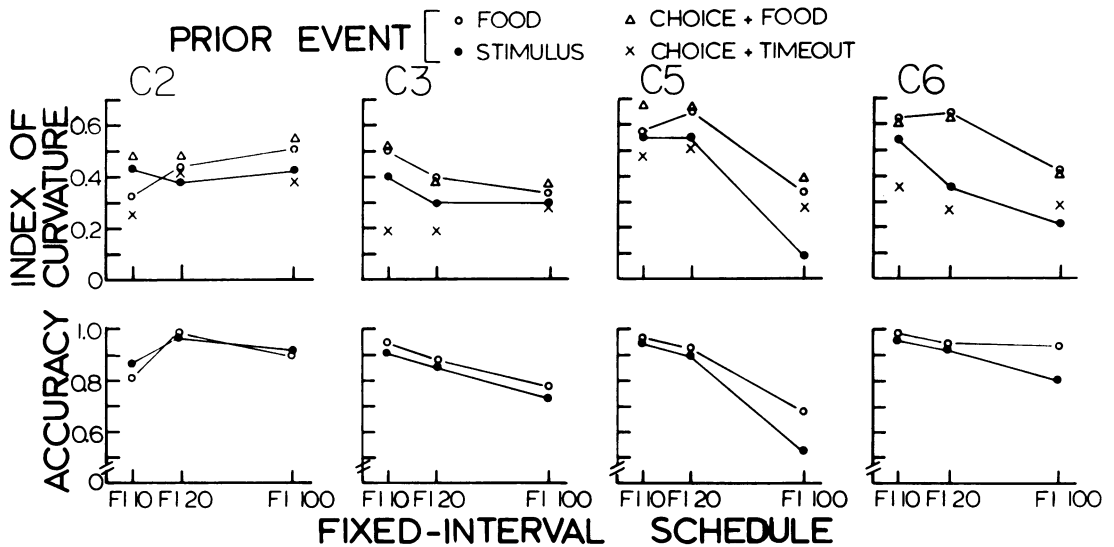 PRIOR EVENT
FOOD
STIMULUS
CHOICE + FOOD
CHOICE + TIMEOUT
C2 C3 C5 C6
INDEX OF
CURVATURE
0.6
0.4
0.2
0
ACCURACY
1.0
0.8
0.6
0
FI 10 FI 20 FI 100 FI 10 FI 20 FI 100 FI 10 FI 20 FI 100 FI 10 FI 20 FI 100
FIXED-INTERVAL SCHEDULE